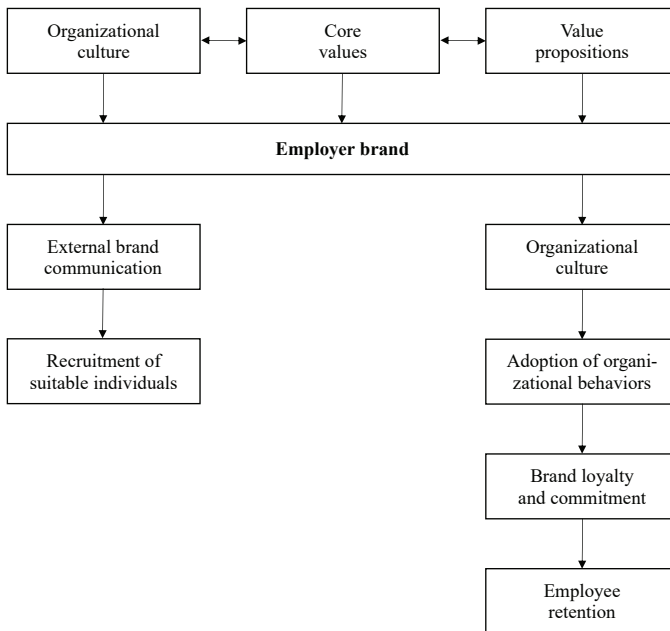 Organizational
culture
Core
values
Value
propositions
Employer brand
External brand
communication
Organizational
culture
Recruitment of
suitable individuals
Adoption of organi-
zational behaviors
Brand loyalty
and commitment
Employee
retention